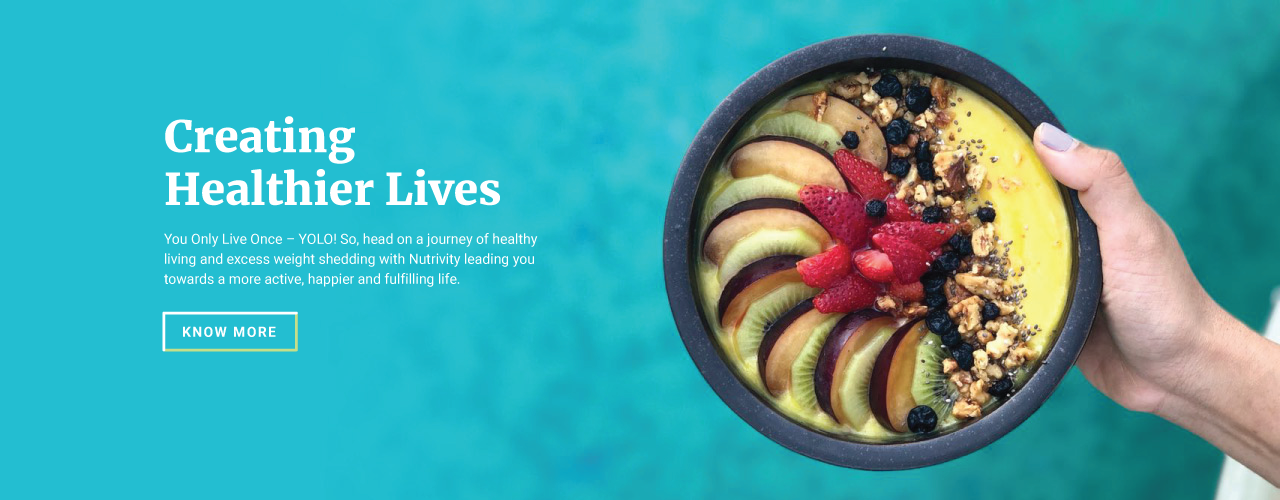 Creating
Healthier Lives
You Only Live Once – YOLO! So, head on a journey of healthy
living and excess weight shedding with Nutrivity leading you
towards a more active, happier and fulfilling life.
KNOW MORE